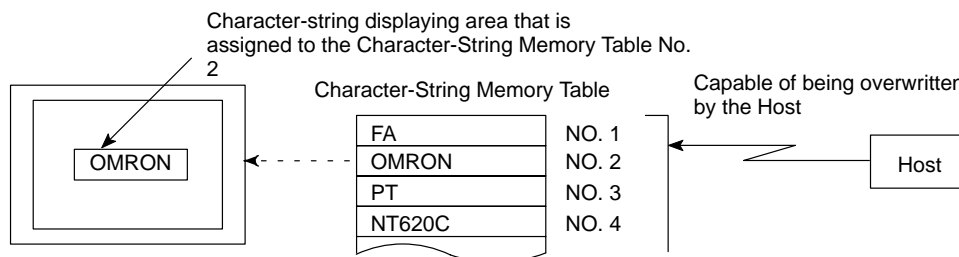 Character-string displaying area that is
assigned to the Character-String Memory Table No.
2
Character-String Memory Table
Capable of being overwritten
by the Host
OMRON
FA NO. 1
OMRON NO. 2
PT NO. 3
NT620C NO. 4
Host